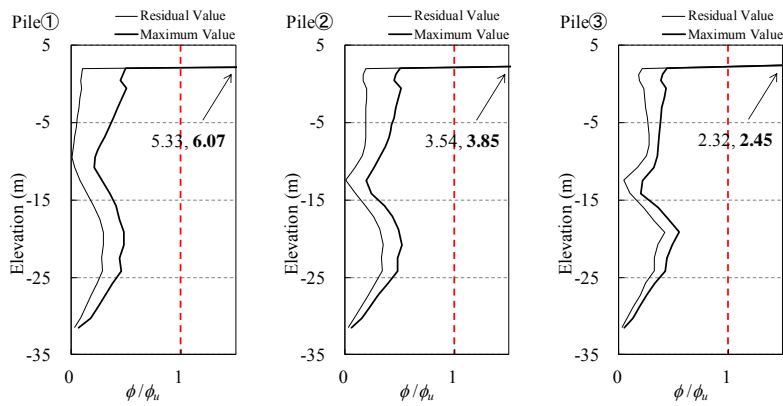 Pile①
Residual Value
Maximum Value
5
-5
-15
-25
-35
Elevation (m)
5.33, 6.07
0
1
ϕ/ϕu
Pile②
Residual Value
Maximum Value
5
-5
-15
-25
-35
Elevation (m)
3.54, 3.85
0
1
ϕ/ϕu
Pile③
Residual Value
Maximum Value
5
-5
-15
-25
-35
Elevation (m)
2.32, 2.45
0
1
ϕ/ϕu